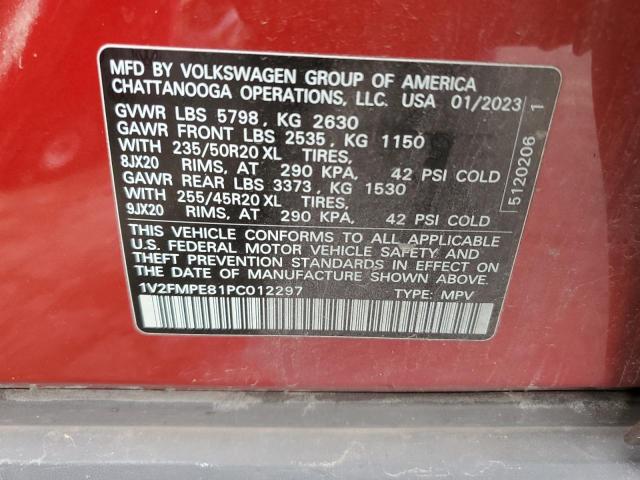 MFD BY VOLKSWAGEN GROUP OF AMERICA
CHATTANOOGA OPERATIONS, LLC. USA 01/2023
GVWR LBS 5798, KG 2630
GAWR FRONT LBS 2535, KG 1150
WITH 235/50R20 XL TIRES,
8JX20 RIMS, AT 290 KPA, 42 PSI COLD
GAWR REAR LBS 3373, KG 1530
WITH 255/45R20 XL TIRES,
9JX20 RIMS, AT 290 KPA, 42 PSI COLD
THIS VEHICLE CONFORMS TO ALL APPLICABLE
U.S. FEDERAL MOTOR VEHICLE SAFETY AND
THEFT PREVENTION STANDARDS IN EFFECT ON
THE DATE OF MANUFACTURE SHOWN ABOVE.
1V2FMPE81PC012297 TYPE: MPV
5120206 1